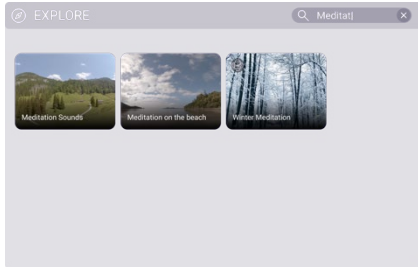 EXPLORE
Meditat
Meditation Sounds
Meditation on the beach
Winter Meditation